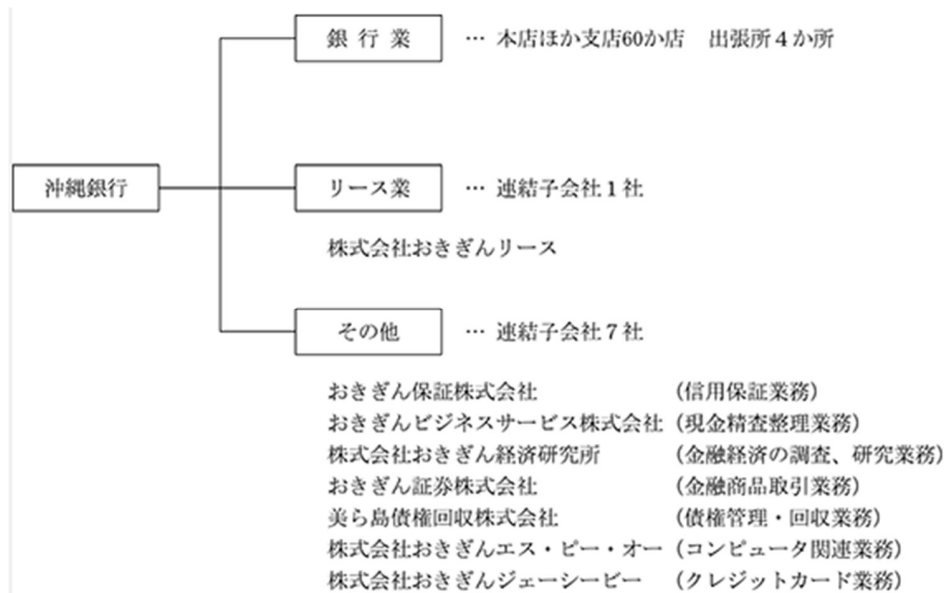 銀 行 業 … 本店ほか支店60か店 出張所4か所
沖縄銀行 リース業 … 連結子会社1社
株式会社おきぎんリース
その他 … 連結子会社7社
おきぎん保証株式会社 (信用保証業務)
おきぎんビジネスサービス株式会社 (現金精査整理業務)
株式会社おきぎん経済研究所 (金融経済の調査、研究業務)
おきぎん証券株式会社 (金融商品取引業務)
美ら島債権回収株式会社 (債権管理・回収業務)
株式会社おきぎんエス・ピー・オー (コンピュータ関連業務)
株式会社おきぎんジェーシービー (クレジットカード業務)